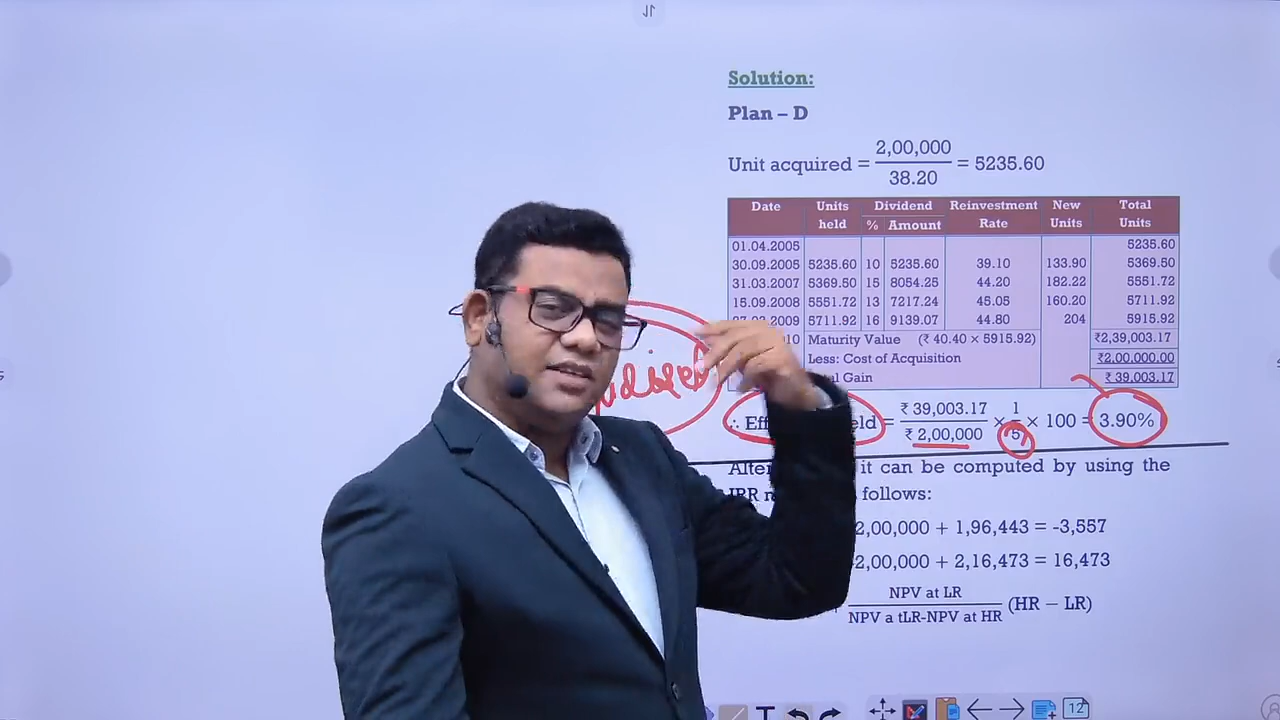 Solution:
Plan – D
Unit acquired = 2,00,000 / 38.20 = 5235.60
Date Units held Dividend % Amount Reinvestment Rate New Units Total Units
01.04.2005 5235.60
30.09.2005 5235.60 10 5235.60 39.10 133.90 5369.50
31.03.2007 5369.50 15 8054.25 44.20 182.22 5551.72
15.09.2008 5551.72 13 7217.24 45.05 160.20 5711.92
2009 5711.92 16 9139.07 44.80 204 5915.92
10 Maturity Value (₹ 40.40 × 5915.92) ₹2,39,003.17
Less: Cost of Acquisition ₹2,00,000.00
Gain ₹ 39,003.17
∴ = ₹ 39,003.17 / ₹ 2,00,000 × 1 / 5 × 100 = 3.90%
it can be computed by using the
follows:
2,00,000 + 1,96,443 = -3,557
2,00,000 + 2,16,473 = 16,473
NPV at LR / NPV a tLR-NPV at HR (HR – LR)
T
12